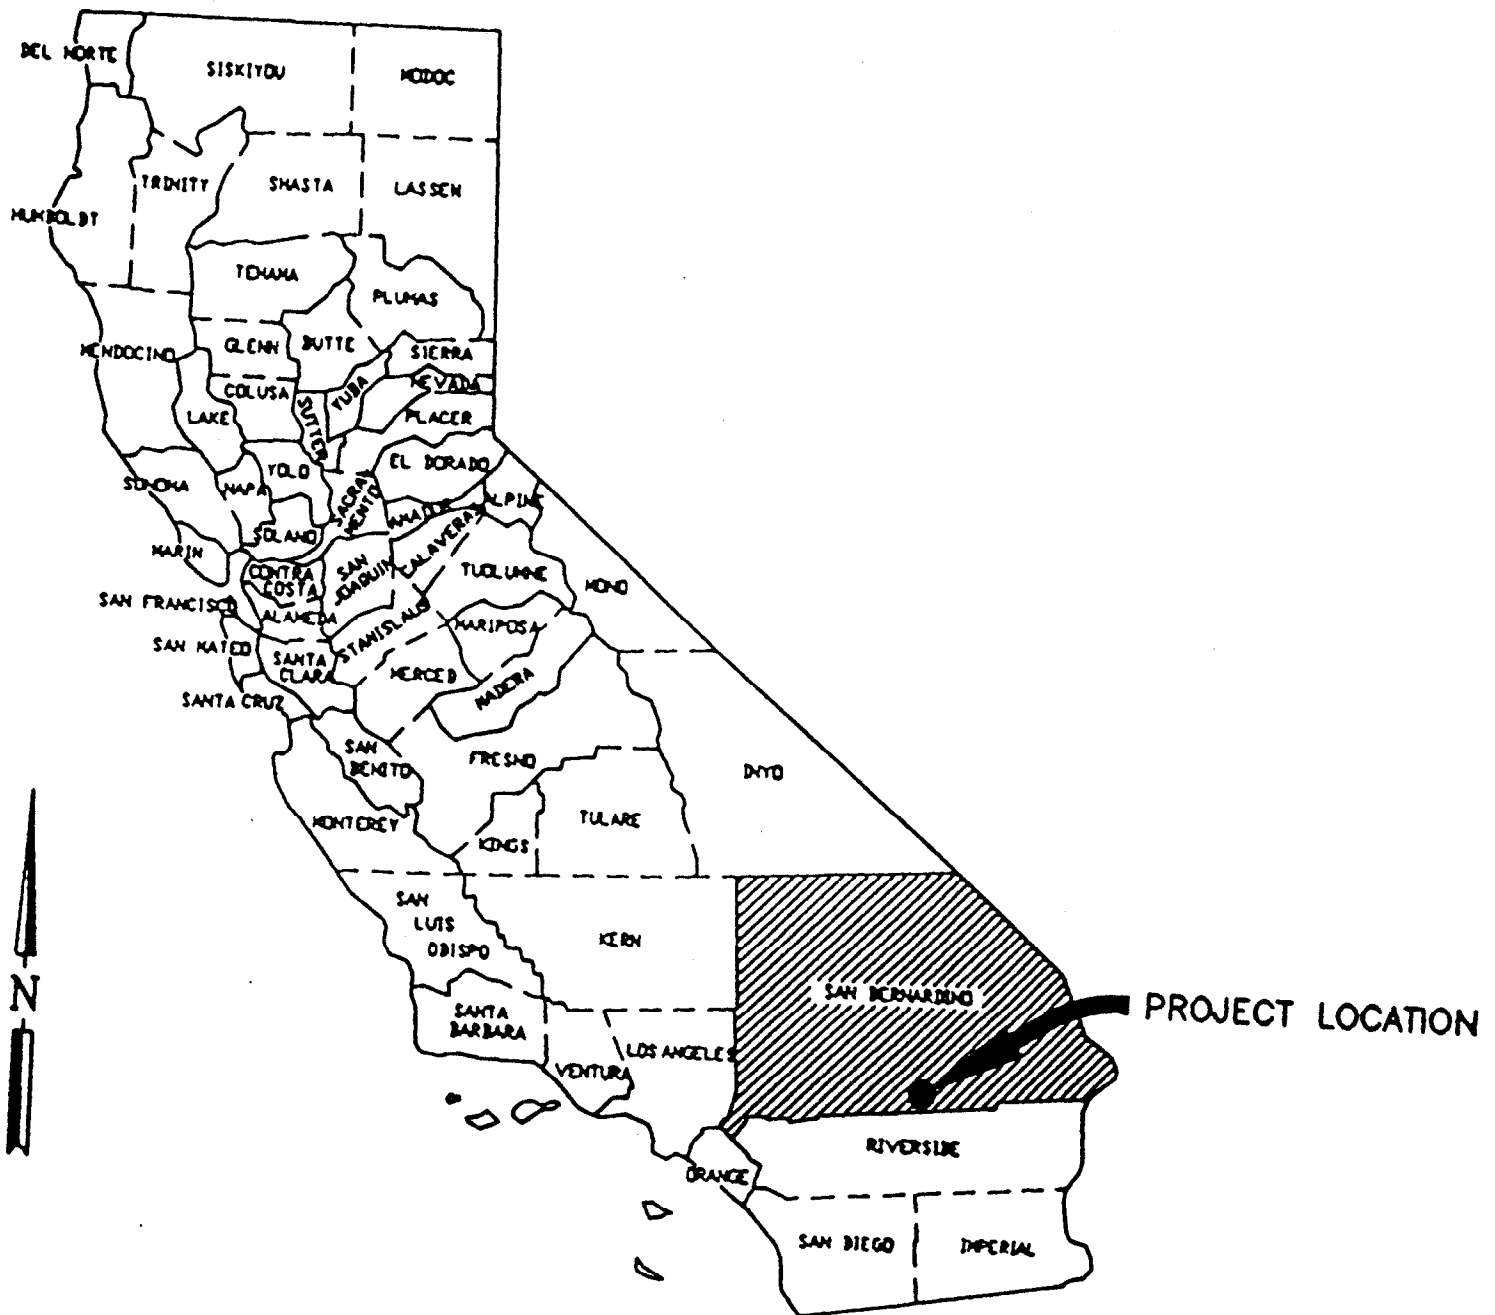 DEL NORTE
SISKIYOU
MODOC
HUMBOLDT
TRINITY
SHASTA
LASSEN
TEHAMA
PLUMAS
MENDOCINO
GLENN
BUTTE
SIERRA
COLUSA
YUBA
NEVADA
LAKE
SUTTER
PLACER
SONOMA
NAPA
YOLO
EL DORADO
SACRA
MENTO
AMADOR
ALPINE
MARIN
SOLANO
CALAVERAS
CONTRA
COSTA
SAN
JOAQUIN
TUOLUMNE
MONO
SAN FRANCISCO
ALAMEDA
STANISLAUS
MARIPOSA
SAN MATEO
SANTA
CLARA
MERCED
MADERA
SANTA CRUZ
SAN
BENITO
FRESNO
INYO
MONTEREY
KINGS
TULARE
SAN
LUIS
ODISPO
KERN
N
SAN BERNARDINO
PROJECT LOCATION
SANTA
BARBARA
VENTURA
LOS ANGELES
RIVERSIDE
ORANGE
SAN DIEGO
IMPERIAL